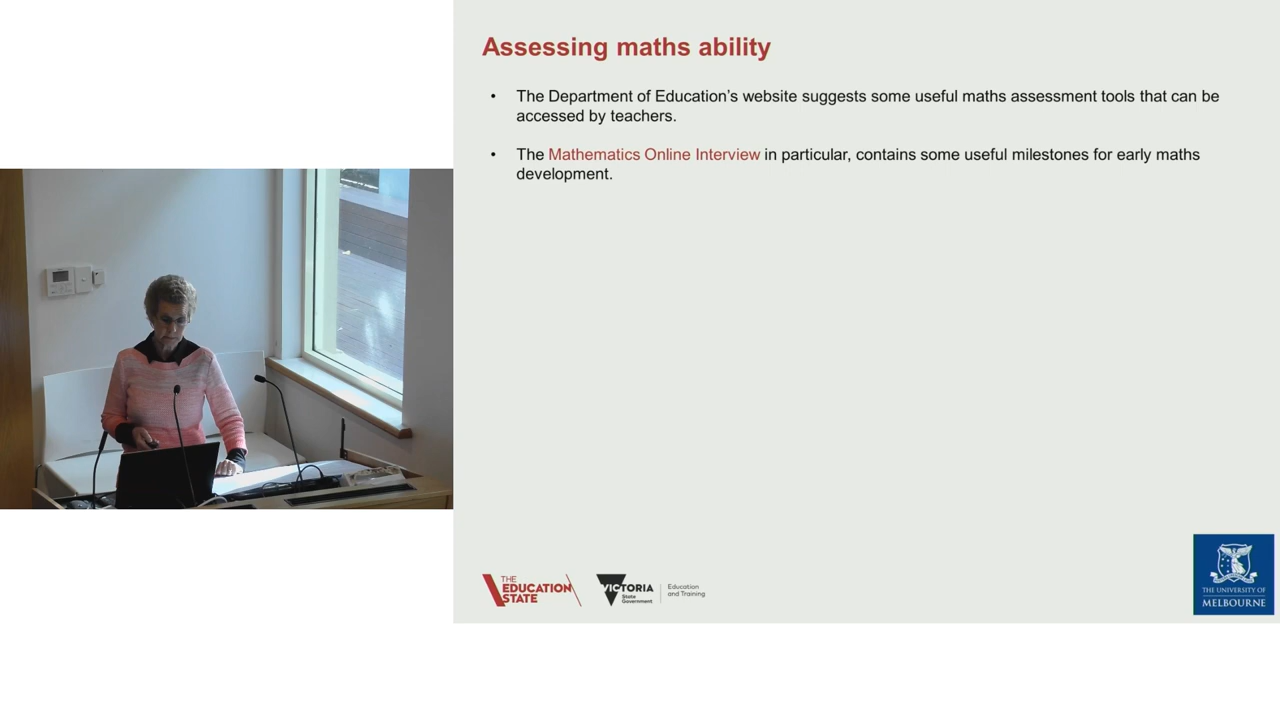 Assessing maths ability
• The Department of Education’s website suggests some useful maths assessment tools that can be
accessed by teachers.
• The Mathematics Online Interview in particular, contains some useful milestones for early maths
development.
THE
EDUCATION
STATE
VICTORIA
State
Government
Education
and Training
THE UNIVERSITY OF
MELBOURNE